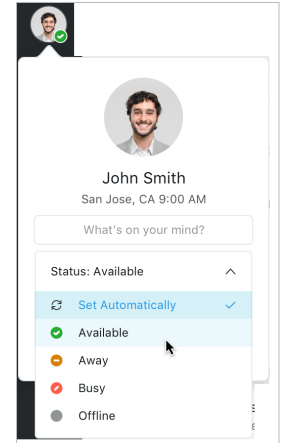 John Smith
San Jose, CA 9:00 AM
What's on your mind?
Status: Available
Set Automatically
Available
Away
Busy
Offline